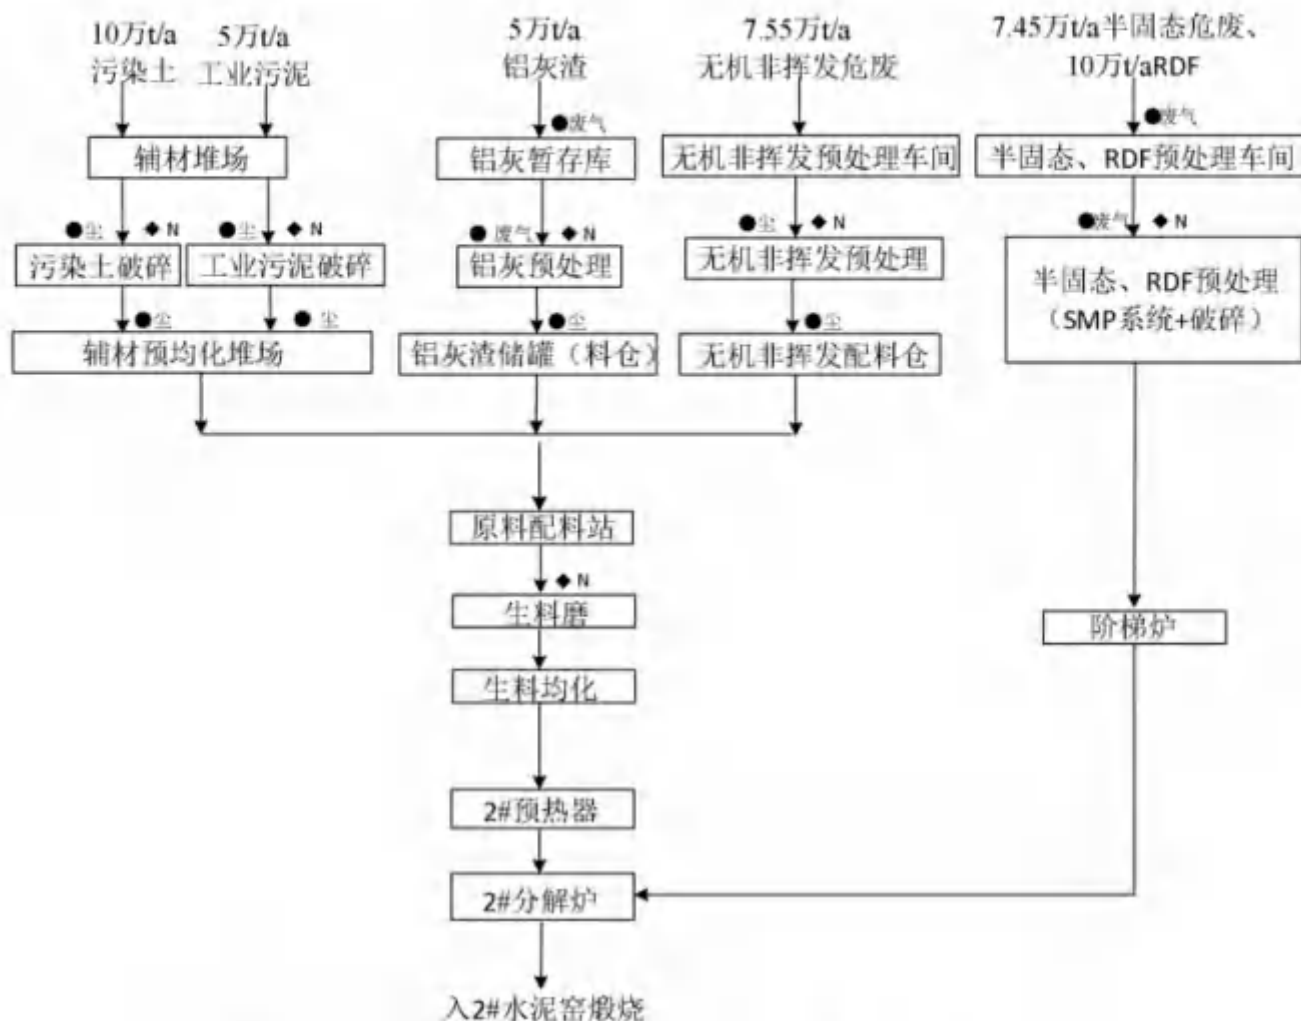 10万t/a
污染土
5万t/a
工业污泥
5万t/a
铝灰渣
7.55万t/a
无机非挥发危废
7.45万t/a半固态危废、
10万t/aRDF
●废气
●废气
辅材堆场
铝灰暂存库
无机非挥发预处理车间
半固态、RDF预处理车间
●尘 ◆N
●尘 ◆N
●废气 ◆N
●尘 ◆N
●废气 ◆N
污染土破碎
工业污泥破碎
铝灰预处理
无机非挥发预处理
半固态、RDF预处理
（SMP系统+破碎）
●尘
●尘
●尘
●尘
辅材预均化堆场
铝灰渣储罐（料仓）
无机非挥发配料仓
原料配料站
◆N
生料磨
阶梯炉
生料均化
2#预热器
2#分解炉
入2#水泥窑煅烧